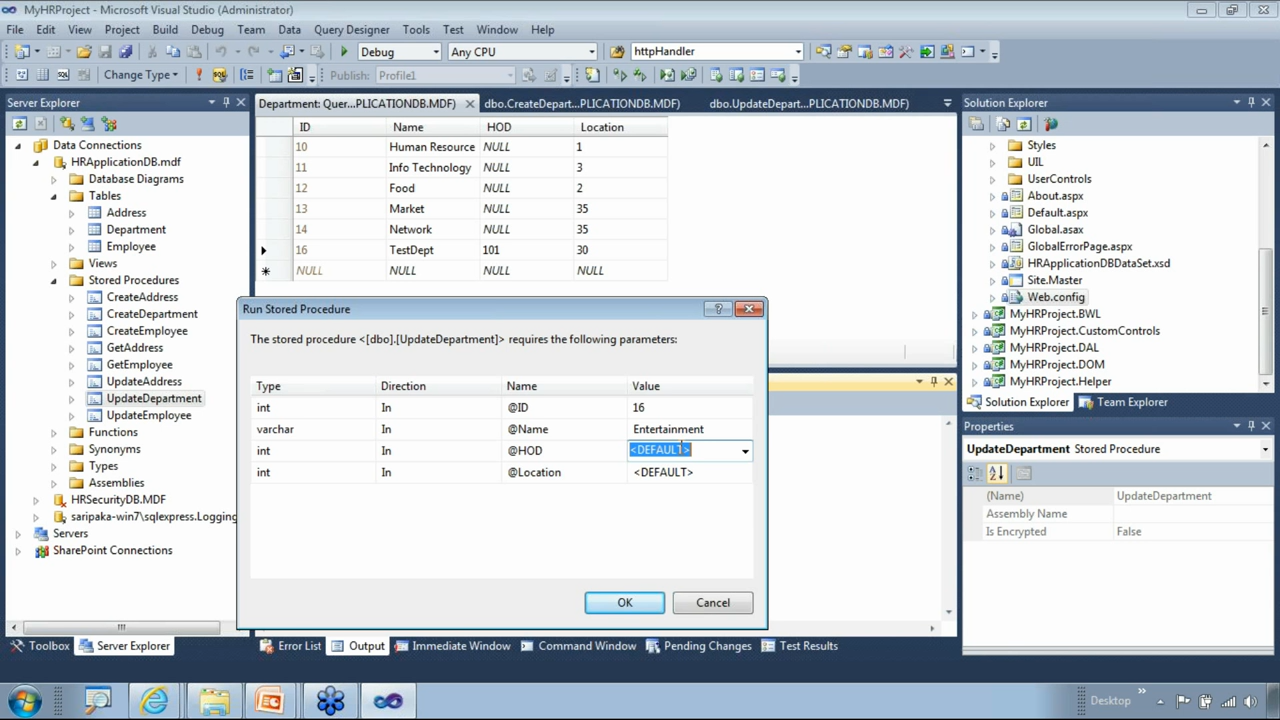 MyHRProject - Microsoft Visual Studio (Administrator)
File Edit View Project Build Debug Team Data Query Designer Tools Test Window Help
Debug Any CPU httpHandler
Change Type Publish: Profile1
Server Explorer
Data Connections
HRApplicationDB.mdf
Database Diagrams
Tables
Address
Department
Employee
Views
Stored Procedures
CreateAddress
CreateDepartment
CreateEmployee
GetAddress
GetEmployee
UpdateAddress
UpdateDepartment
UpdateEmployee
Functions
Synonyms
Types
Assemblies
HRSecurityDB.MDF
saripaka-win7\sqlexpress.Logging
Servers
SharePoint Connections
Toolbox Server Explorer
Department: Quer...PLICATIONDB.MDF) dbo.CreateDepart...PLICATIONDB.MDF) dbo.UpdateDepart...PLICATIONDB.MDF)
ID Name HOD Location
10 Human Resource NULL 1
11 Info Technology NULL 3
12 Food NULL 2
13 Market NULL 35
14 Network NULL 35
16 TestDept 101 30
NULL NULL NULL NULL
Run Stored Procedure
The stored procedure <[dbo].[UpdateDepartment]> requires the following parameters:
Type Direction Name Value
int In @ID 16
varchar In @Name Entertainment
int In @HOD <DEFAULT>
int In @Location <DEFAULT>
OK Cancel
Error List Output Immediate Window Command Window Pending Changes Test Results
Solution Explorer
Styles
UIL
UserControls
About.aspx
Default.aspx
Global.asax
GlobalErrorPage.aspx
HRApplicationDBDataSet.xsd
Site.Master
Web.config
MyHRProject.BWL
MyHRProject.CustomControls
MyHRProject.DAL
MyHRProject.DOM
MyHRProject.Helper
Solution Explorer Team Explorer
Properties
UpdateDepartment Stored Procedure
(Name) UpdateDepartment
Assembly Name
Is Encrypted False
Desktop